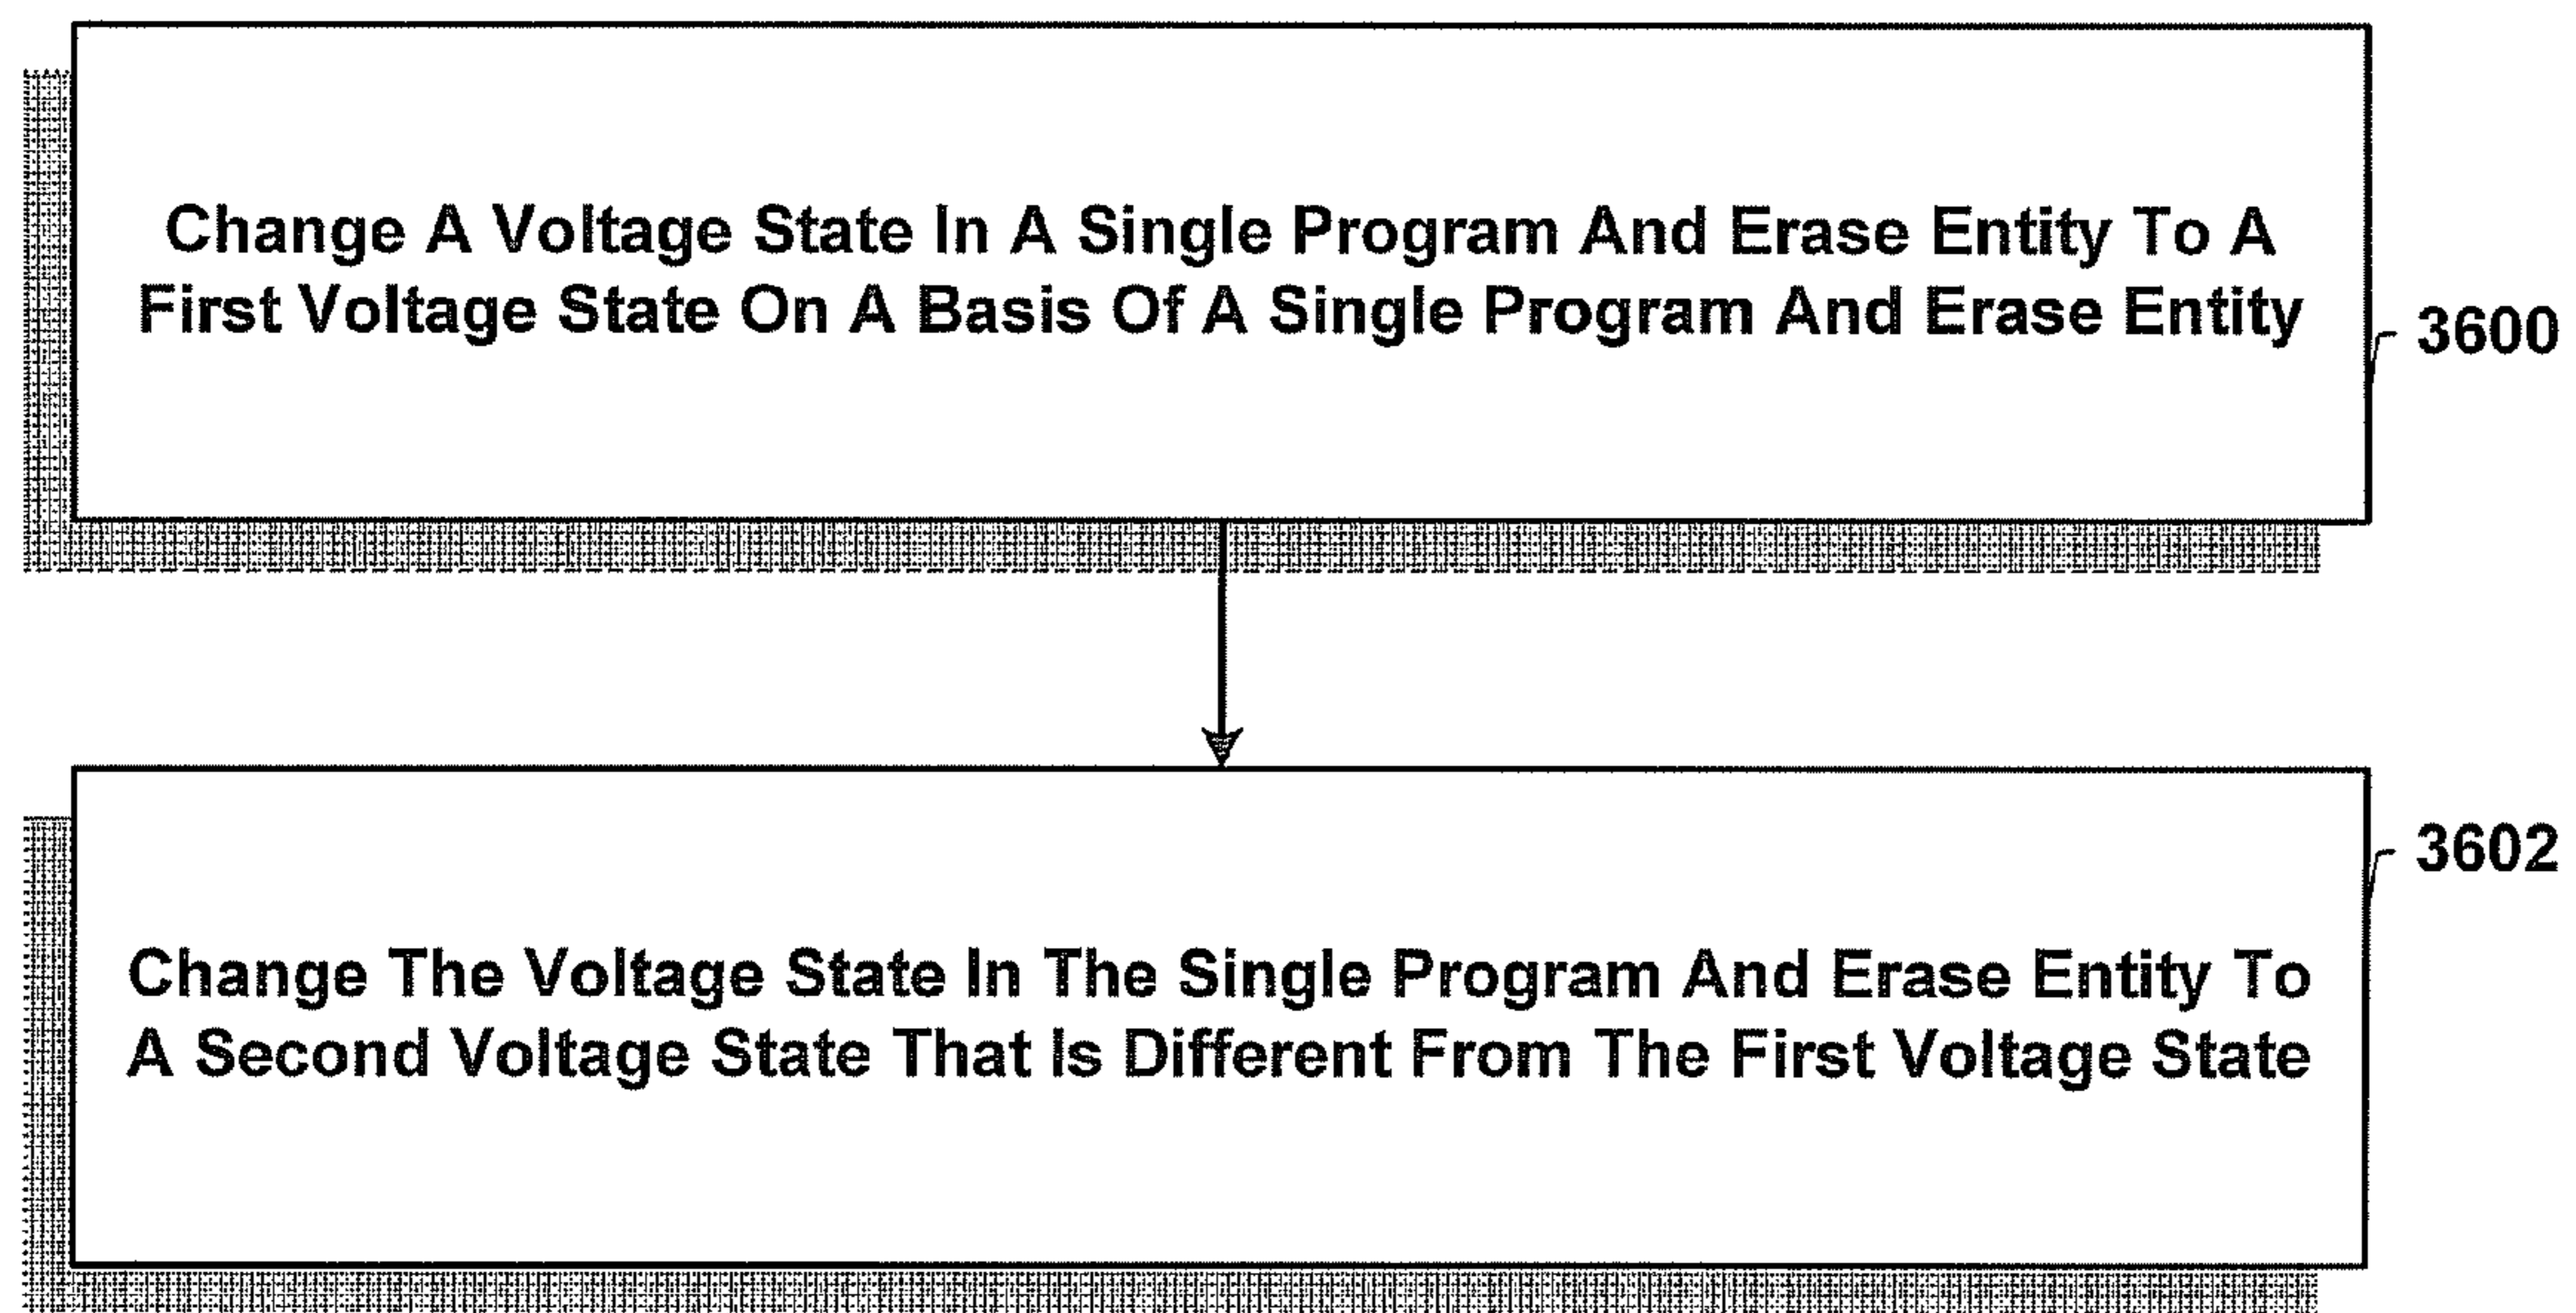 Change A Voltage State In A Single Program And Erase Entity To A
First Voltage State On A Basis Of A Single Program And Erase Entity
3600
3602
Change The Voltage State In The Single Program And Erase Entity To
A Second Voltage State That Is Different From The First Voltage State